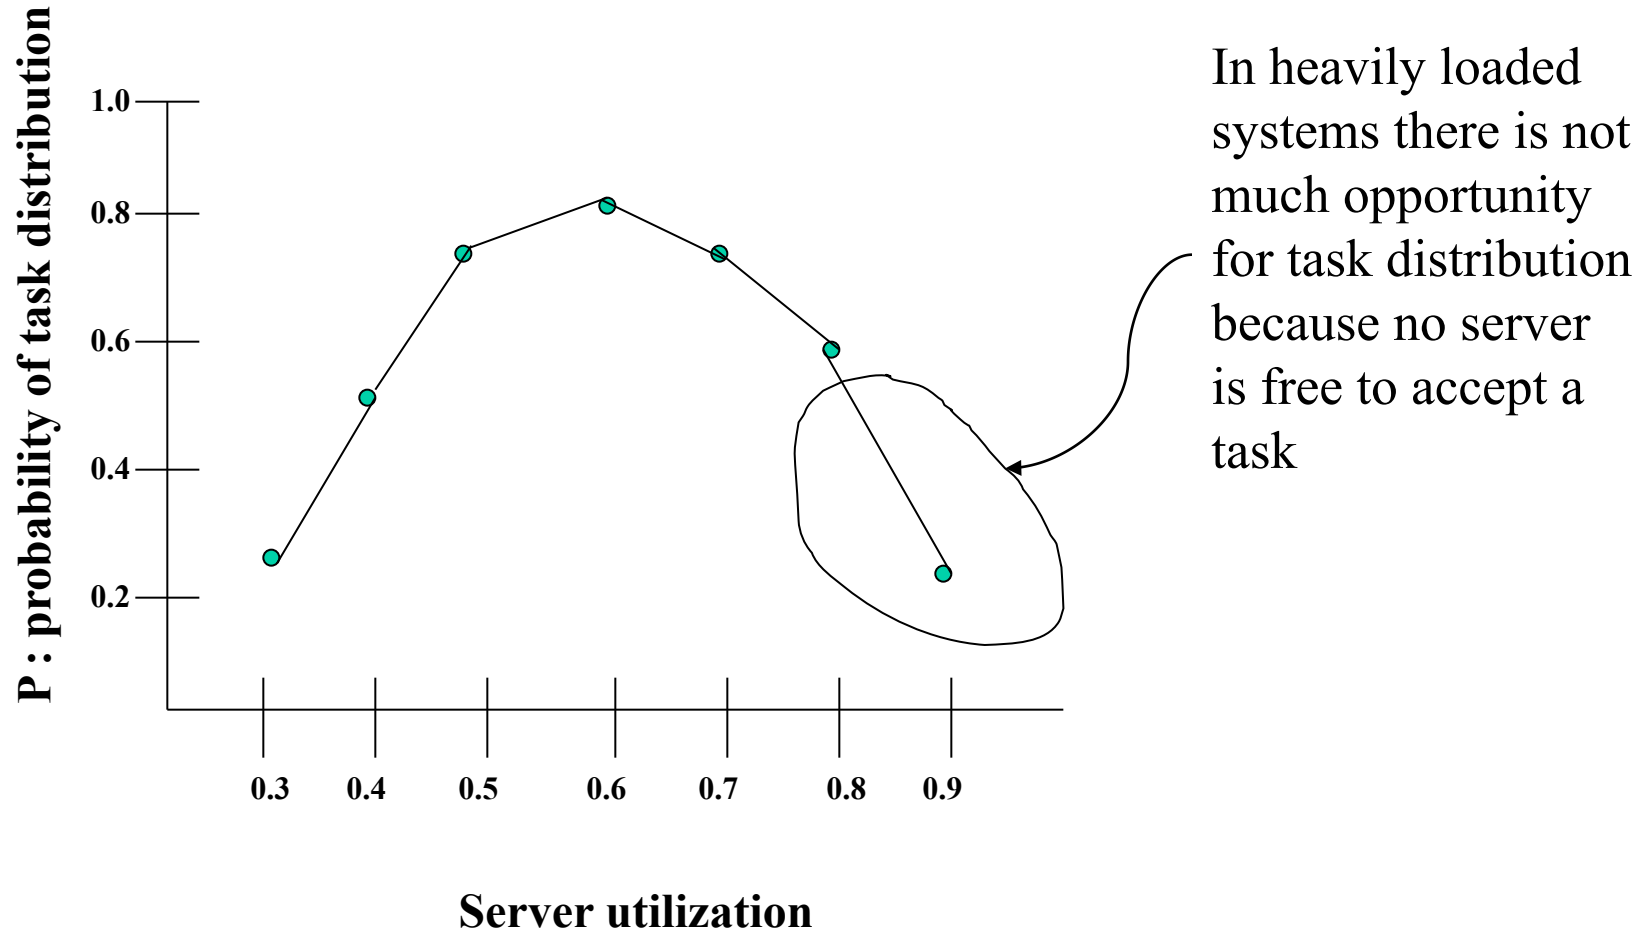 P : probability of task distribution
1.0
0.8
0.6
0.4
0.2
0.3 0.4 0.5 0.6 0.7 0.8 0.9
Server utilization
In heavily loaded
systems there is not
much opportunity
for task distribution
because no server
is free to accept a
task